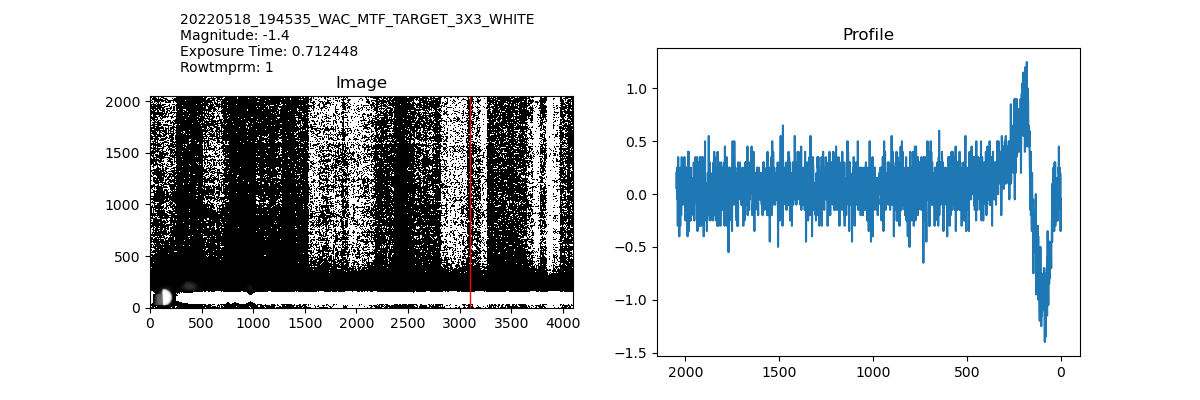 20220518_194535_WAC_MTF_TARGET_3X3_WHITE
Magnitude: -1.4
Exposure Time: 0.712448
Rowtmprm: 1
Image
2000
1500
1000
500
0
0 500 1000 1500 2000 2500 3000 3500 4000
Profile
1.0
0.5
0.0
−0.5
−1.0
−1.5
2000 1500 1000 500 0